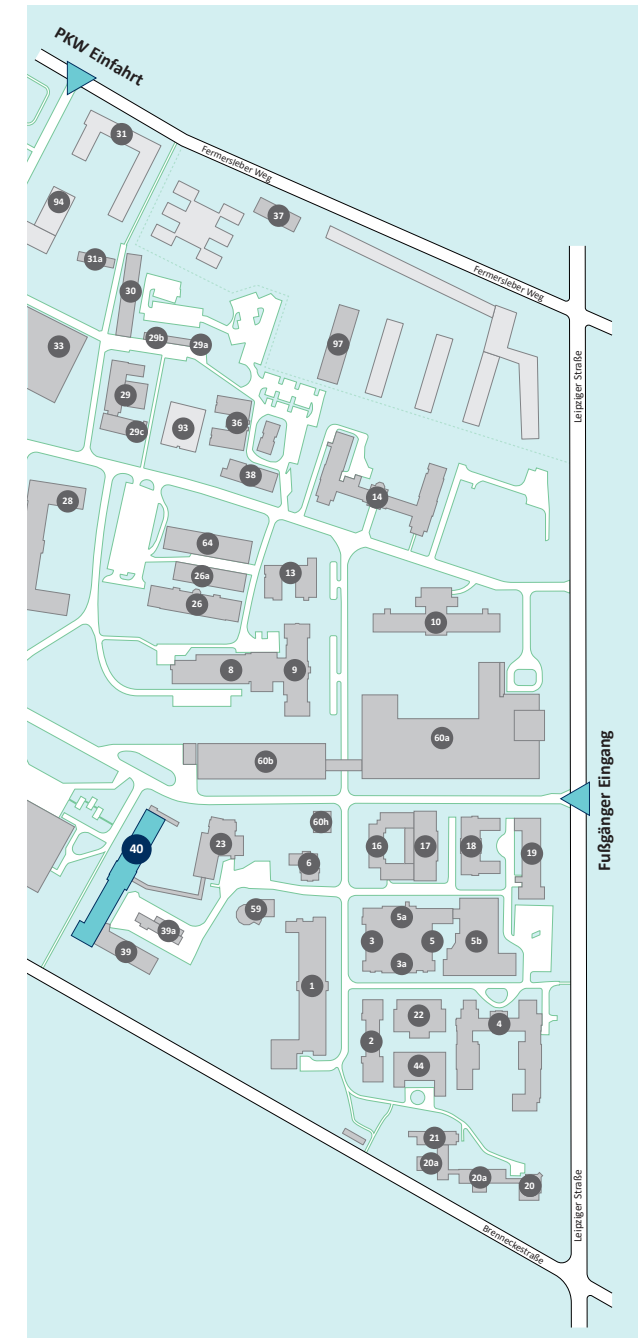 PKW Einfahrt
31
Fermersleber Weg
94
37
31a
Fermersleber Weg
30
29b
29a
33
97
Leipziger Straße
29
93
36
29c
38
28
14
64
13
26a
26
10
8
9
60a
60b
Fußgänger Eingang
60h
40
23
16
17
18
19
6
59
5a
39a
3
5
5b
39
3a
1
22
4
2
44
21
20a
20a
20
Leipziger Straße
Brenneckestraße